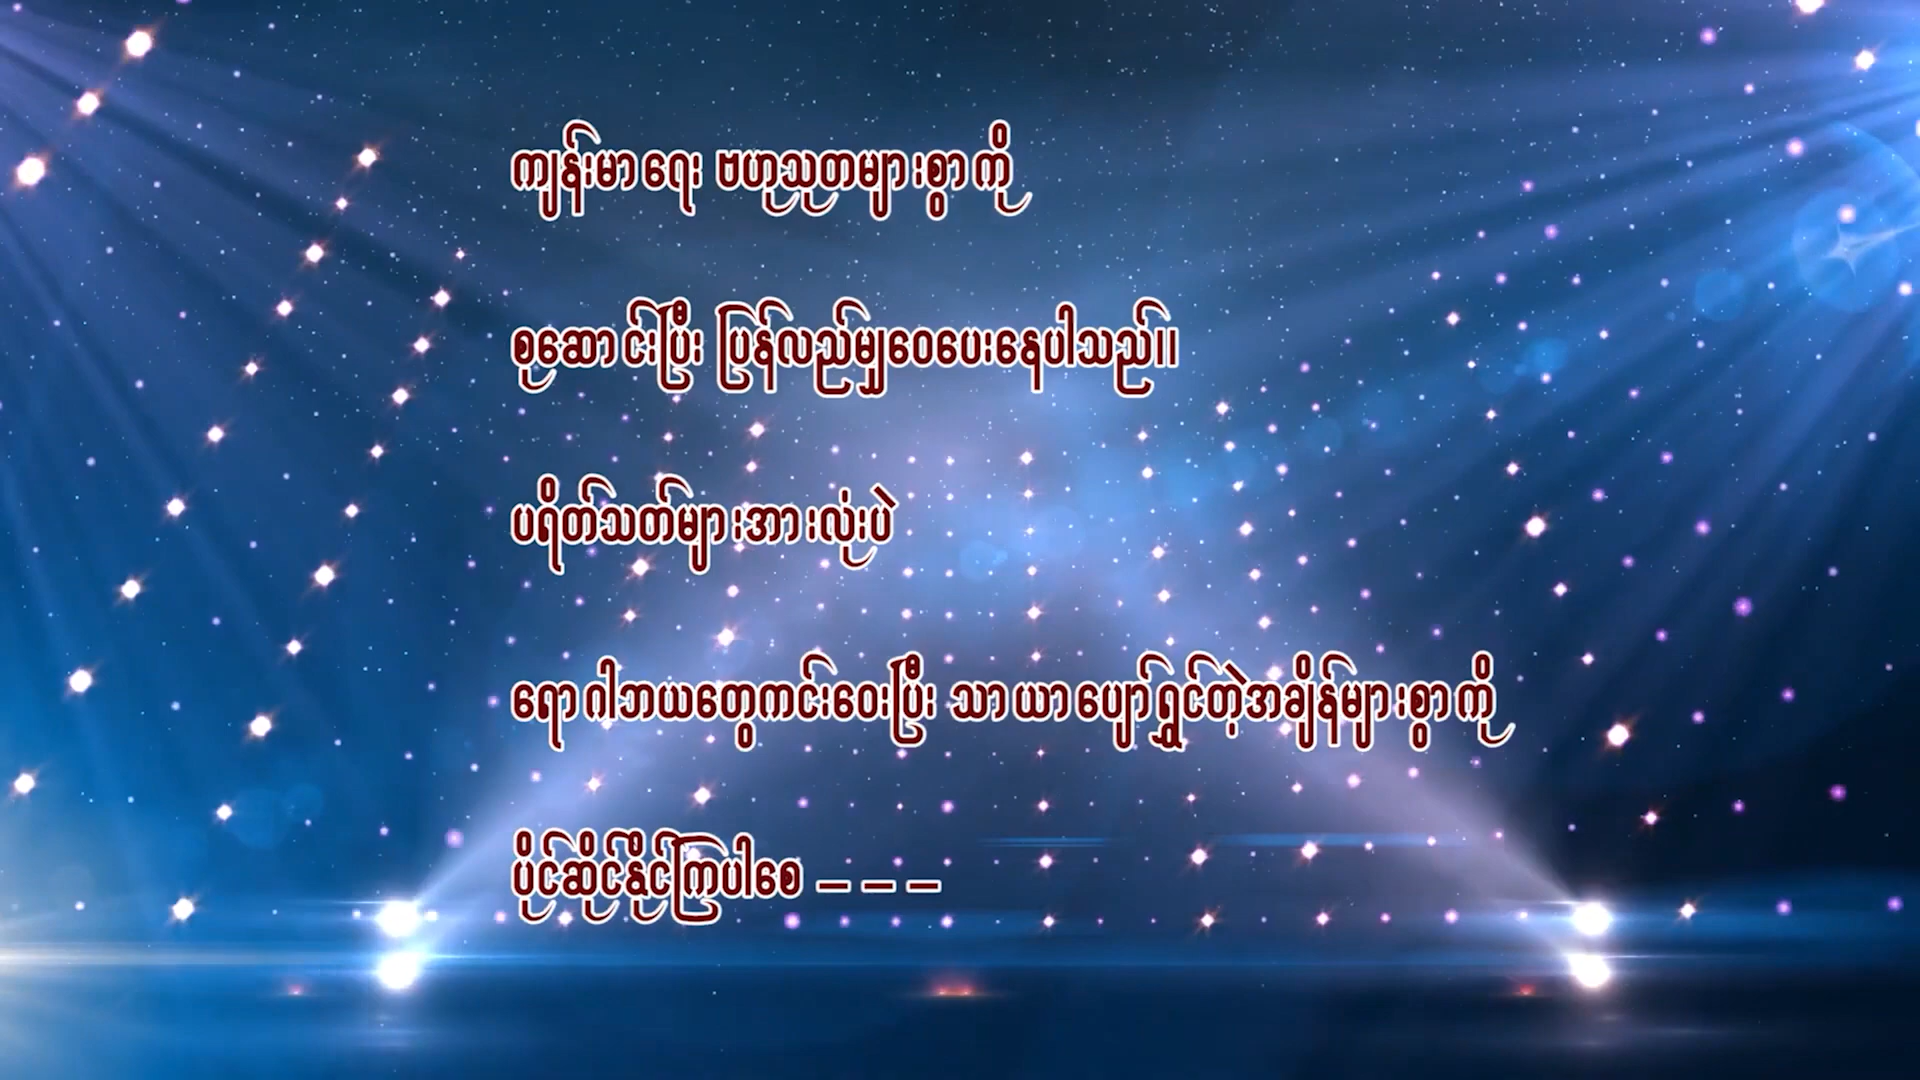 ကျန်းမာရေး ဗဟုသုတများစွာကို
စုဆောင်းပြီး ပြန်လည်မျှဝေပေးနေပါသည်။
ပရိတ်သတ်များအားလုံးပဲ
ရောဂါဘယတွေကင်းဝေးပြီး သာယာပျော်ရွှင်တဲ့အချိန်များစွာကို
ပိုင်ဆိုင်နိုင်ကြပါစေ – – –